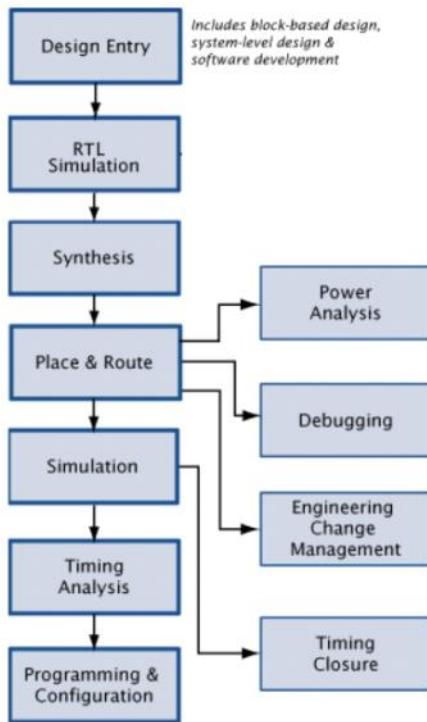 Design Entry
Includes block-based design,
system-level design &
software development
RTL
Simulation
Synthesis
Place & Route
Power
Analysis
Debugging
Simulation
Engineering
Change
Management
Timing
Analysis
Timing
Closure
Programming &
Configuration